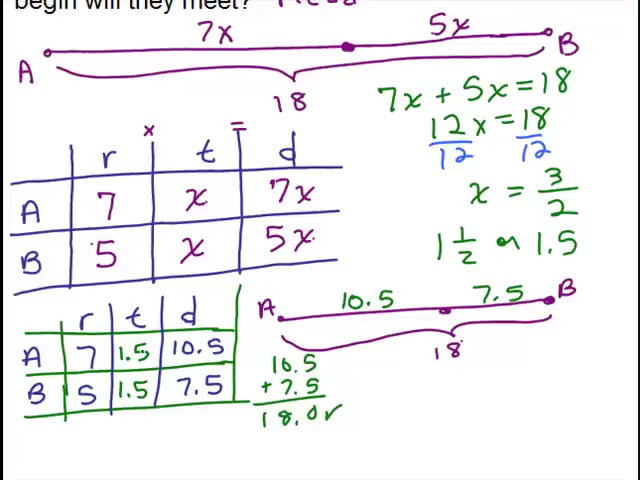 begin will they meet?
7x 5x
A B
18
7x + 5x = 18
12x = 18
12 12
x = 3/2
1 1/2 or 1.5
x =
r t d
A 7 x 7x
B 5 x 5x
A 10.5 7.5 B
18
r t d
A 7 1.5 10.5
B 5 1.5 7.5
10.5
+ 7.5
18.0 ✓